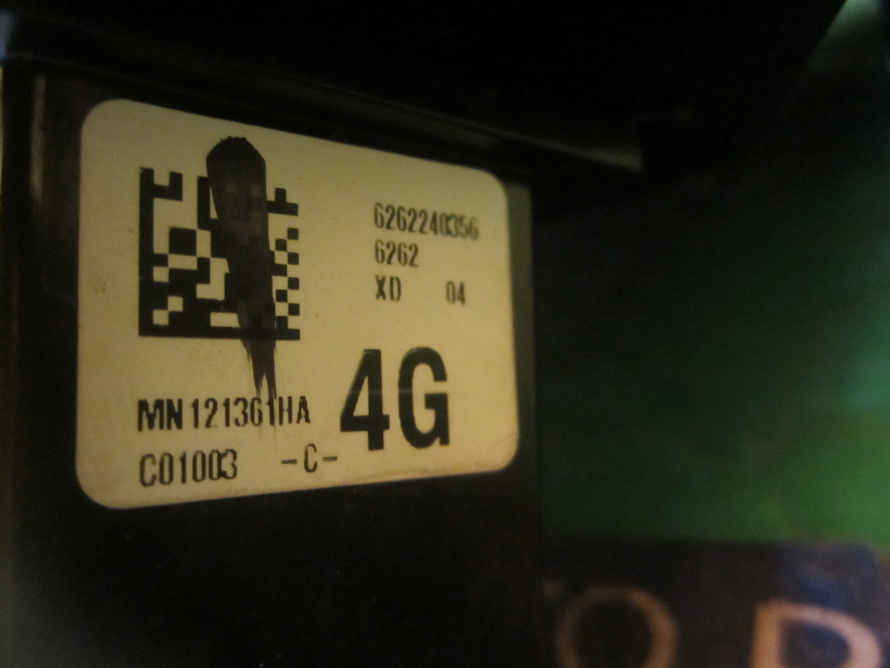 6262240356
6262
XD 04
4G
MN121361HA
C01003 -C-